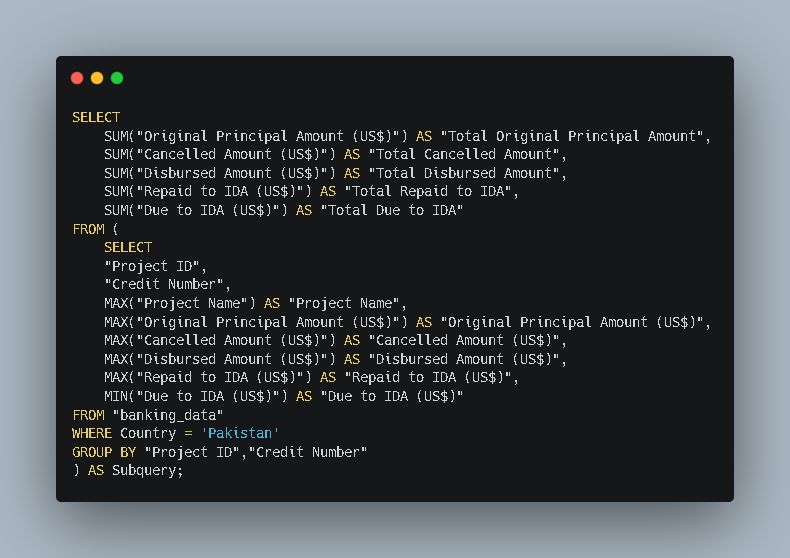 SELECT
    SUM("Original Principal Amount (US$)") AS "Total Original Principal Amount",
    SUM("Cancelled Amount (US$)") AS "Total Cancelled Amount",
    SUM("Disbursed Amount (US$)") AS "Total Disbursed Amount",
    SUM("Repaid to IDA (US$)") AS "Total Repaid to IDA",
    SUM("Due to IDA (US$)") AS "Total Due to IDA"
FROM (
    SELECT
    "Project ID",
    "Credit Number",
    MAX("Project Name") AS "Project Name",
    MAX("Original Principal Amount (US$)") AS "Original Principal Amount (US$)",
    MAX("Cancelled Amount (US$)") AS "Cancelled Amount (US$)",
    MAX("Disbursed Amount (US$)") AS "Disbursed Amount (US$)",
    MAX("Repaid to IDA (US$)") AS "Repaid to IDA (US$)",
    MIN("Due to IDA (US$)") AS "Due to IDA (US$)"
FROM "banking_data"
WHERE Country = 'Pakistan'
GROUP BY "Project ID","Credit Number"
) AS Subquery;